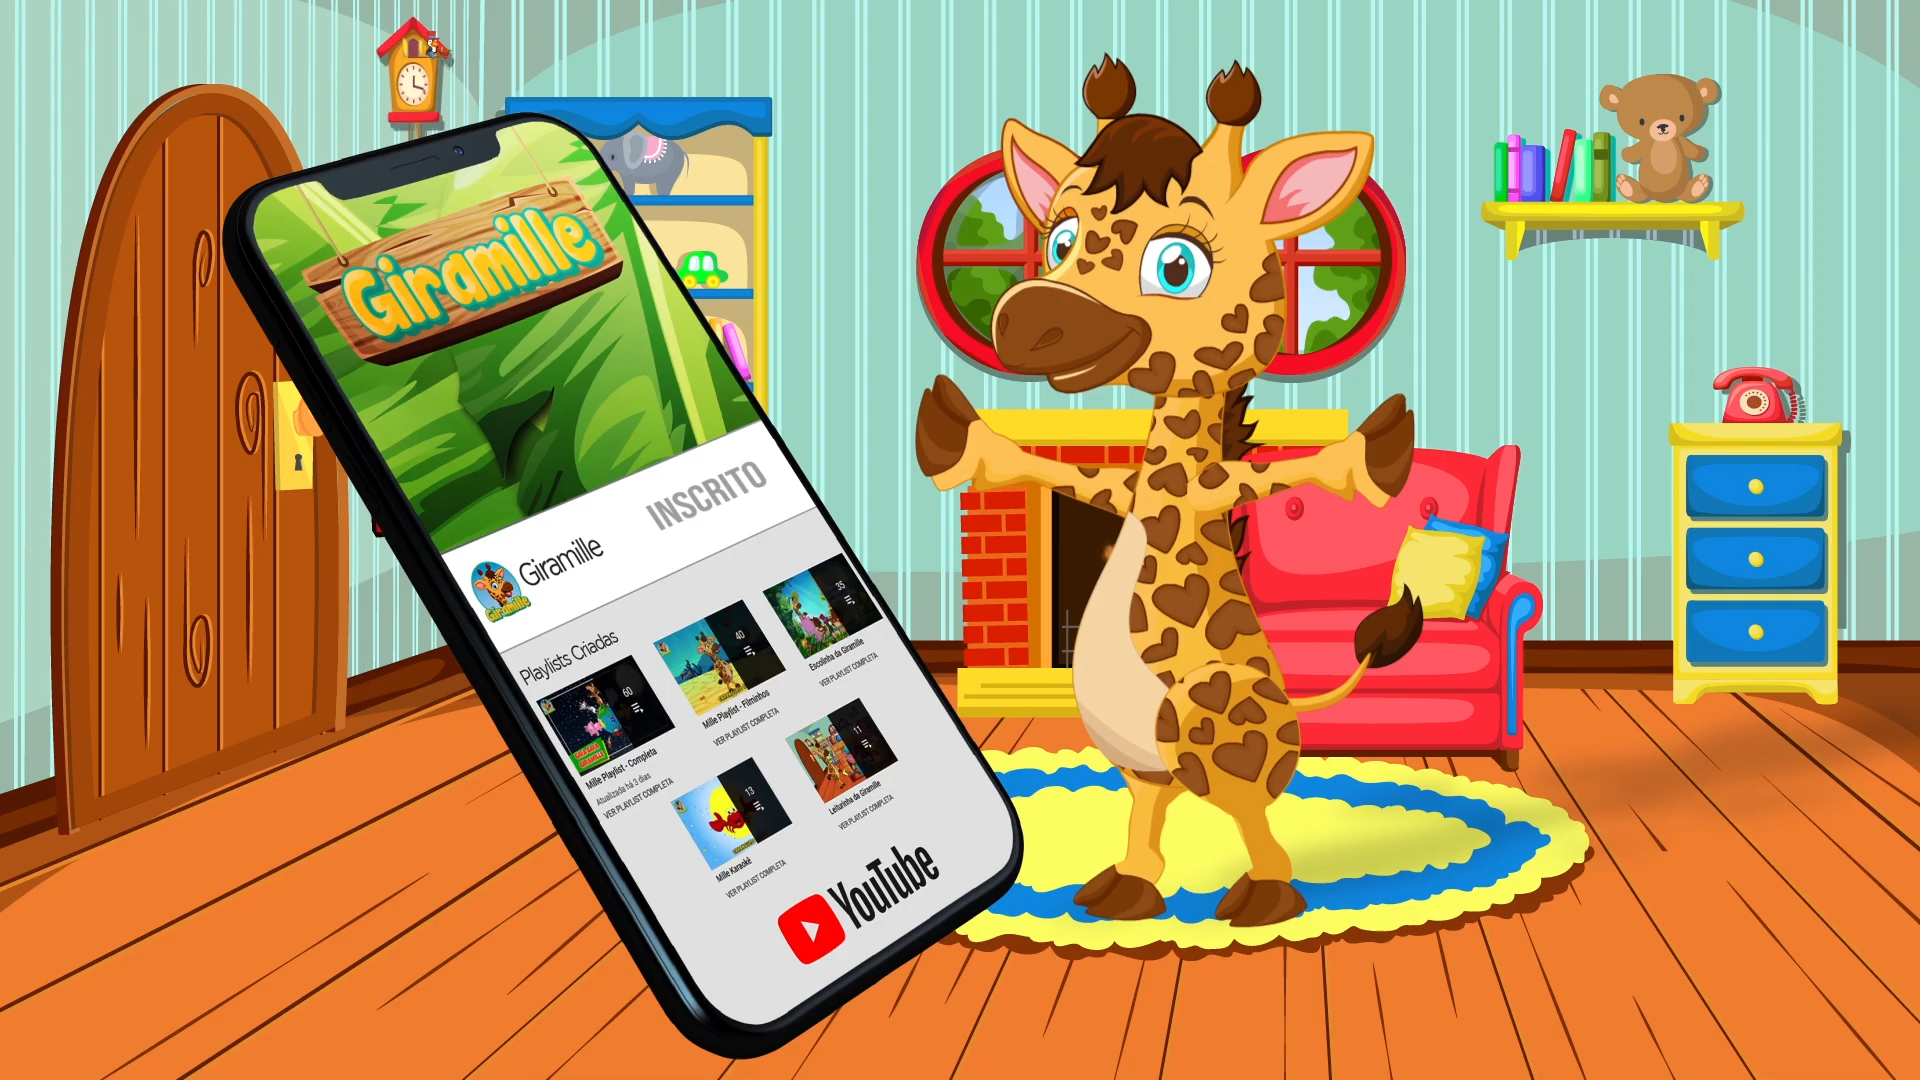 Giramille
INSCRITO
Giramille
Playlists Criadas
60
Mille Playlist - Completa
Atualizada há 3 dias
VER PLAYLIST COMPLETA
40
Mille Playlist - Filminhos
VER PLAYLIST COMPLETA
35
Escolinha da Giramille
VER PLAYLIST COMPLETA
13
Mille Karaokê
VER PLAYLIST COMPLETA
11
Leiturinha da Giramille
VER PLAYLIST COMPLETA
YouTube